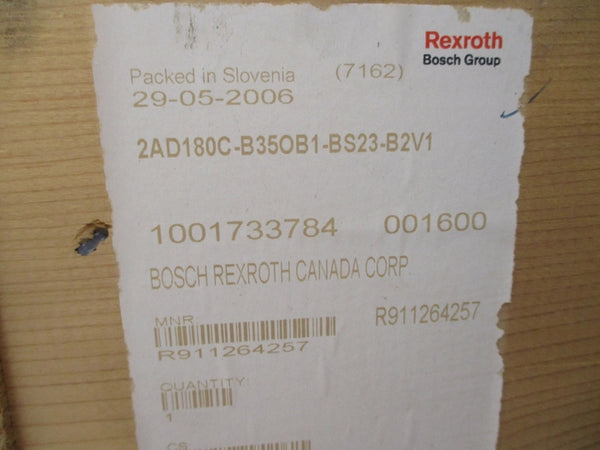 Rexroth
Bosch Group
Packed in Slovenia (7162)
29-05-2006
2AD180C-B35OB1-BS23-B2V1
1001733784 001600
BOSCH REXROTH CANADA CORP
MNR
R911264257
R911264257
QUANTITY
1
CS